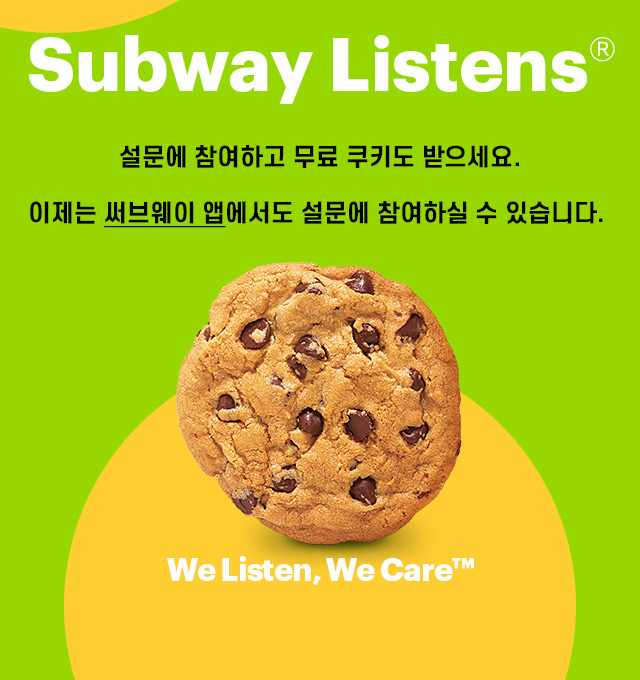 Subway Listens®
설문에 참여하고 무료 쿠키도 받으세요.
이제는 써브웨이 앱에서도 설문에 참여하실 수 있습니다.
We Listen, We Care™